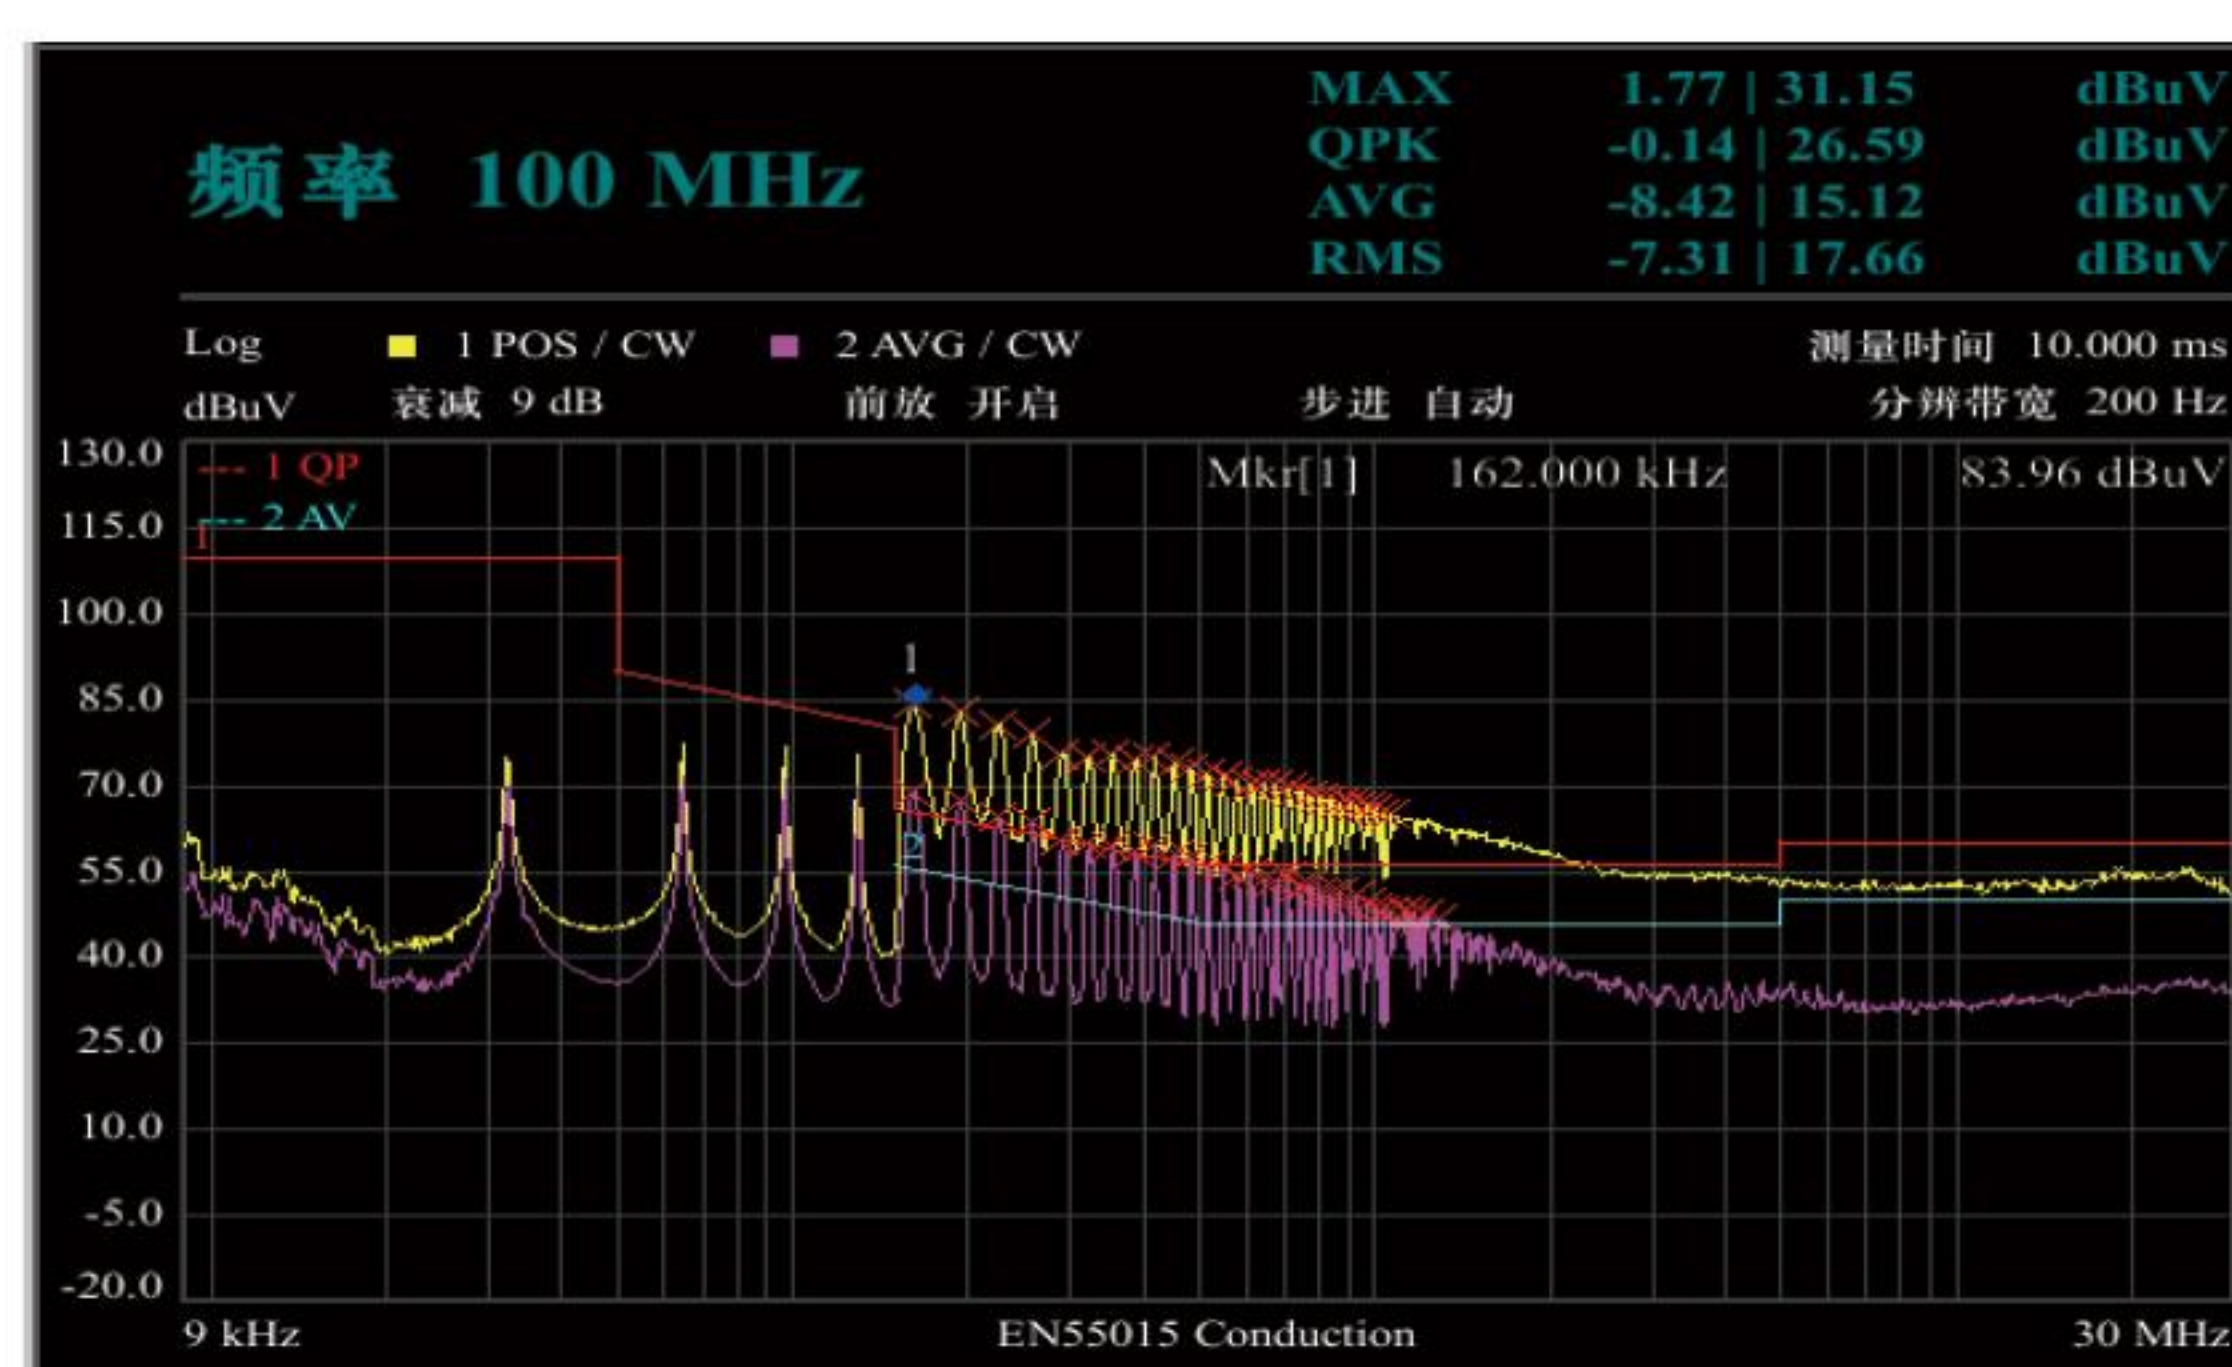 频率 100 MHz
MAX 1.77 | 31.15 dBuV
QPK -0.14 | 26.59 dBuV
AVG -8.42 | 15.12 dBuV
RMS -7.31 | 17.66 dBuV
Log 1 POS / CW 2 AVG / CW 测量时间 10.000 ms
dBuV 衰减 9 dB 前放 开启 步进 自动 分辨带宽 200 Hz
Mkr[1] 162.000 kHz 83.96 dBuV
--- 1 QP
--- 2 AV
130.0
115.0
100.0
85.0
70.0
55.0
40.0
25.0
10.0
-5.0
-20.0
1
1
2
9 kHz EN55015 Conduction 30 MHz